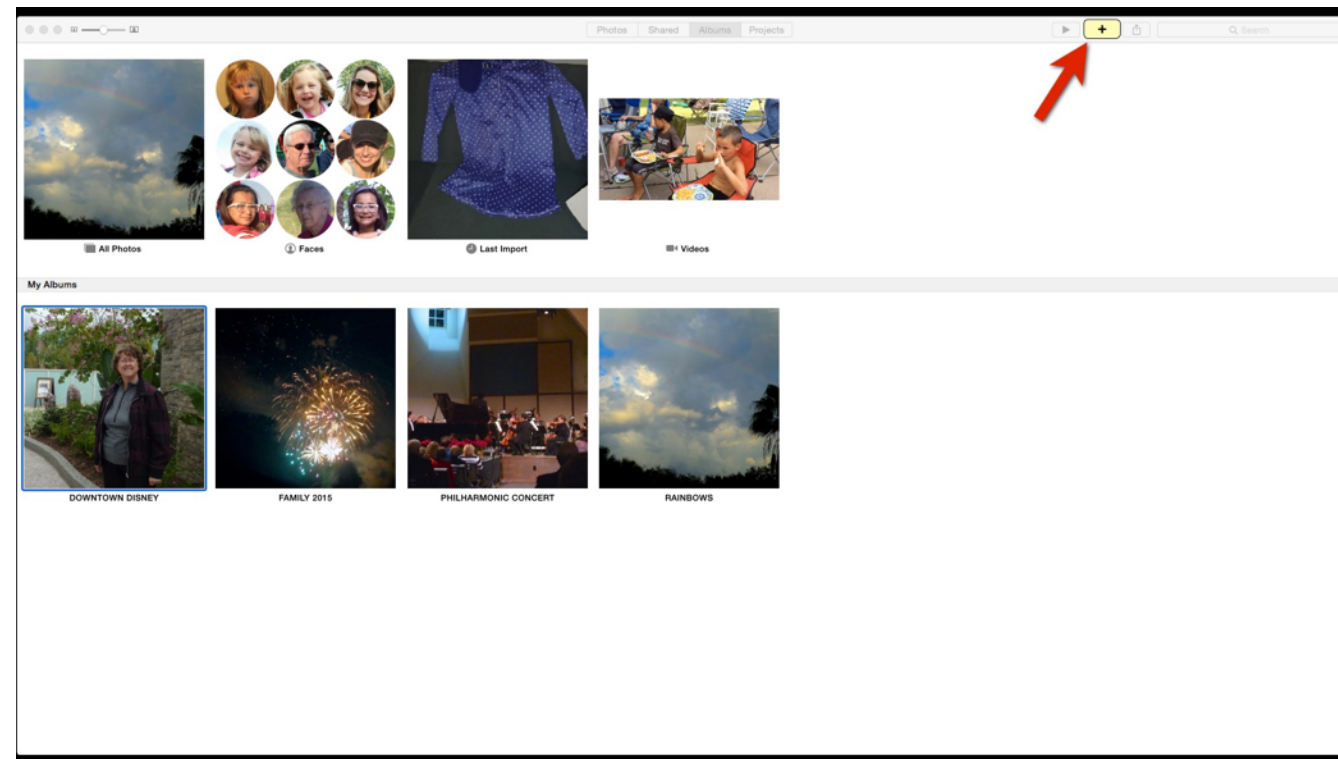 Photos Shared Albums Projects
+
Search
All Photos
Faces
Last Import
Videos
My Albums
DOWNTOWN DISNEY
FAMILY 2015
PHILHARMONIC CONCERT
RAINBOWS